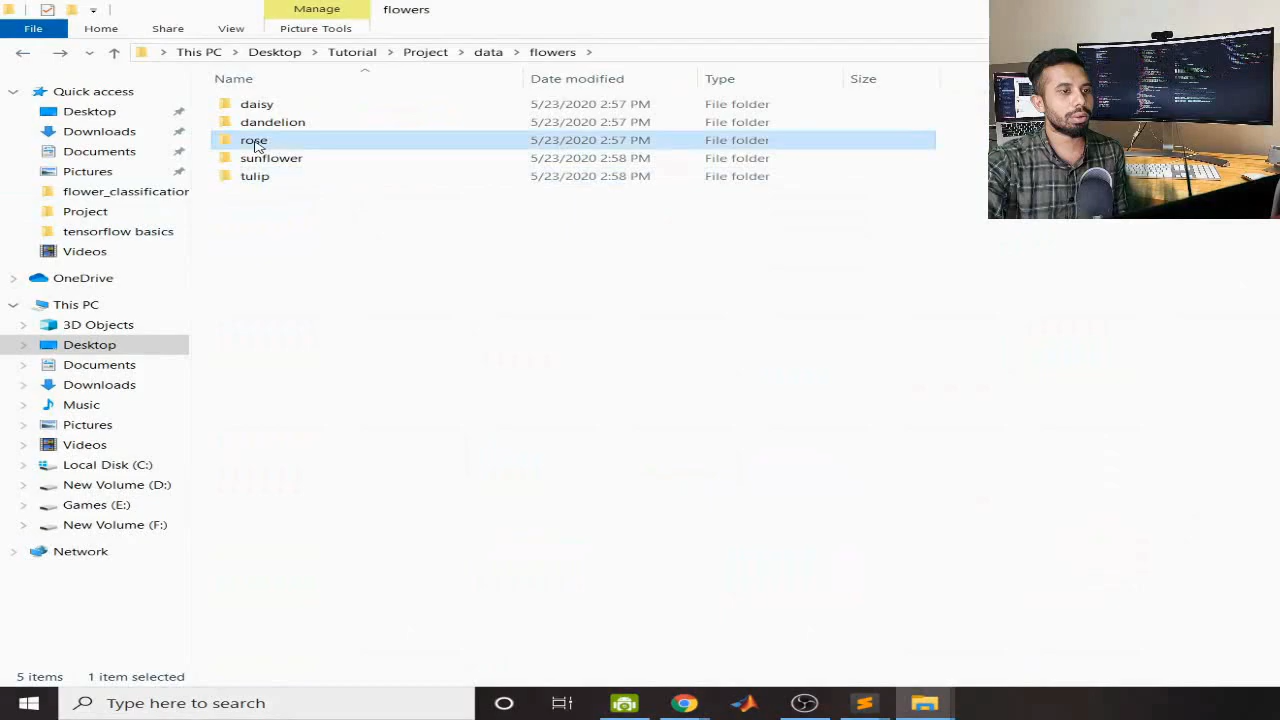 Manage flowers
File Home Share View Picture Tools
This PC Desktop Tutorial Project data flowers
Name Date modified Type Size
Quick access
Desktop
Downloads
Documents
Pictures
flower_classification
Project
tensorflow basics
Videos
OneDrive
This PC
3D Objects
Desktop
Documents
Downloads
Music
Pictures
Videos
Local Disk (C:)
New Volume (D:)
Games (E:)
New Volume (F:)
Network
daisy 5/23/2020 2:57 PM File folder
dandelion 5/23/2020 2:57 PM File folder
rose 5/23/2020 2:57 PM File folder
sunflower 5/23/2020 2:58 PM File folder
tulip 5/23/2020 2:58 PM File folder
5 items 1 item selected
Type here to search